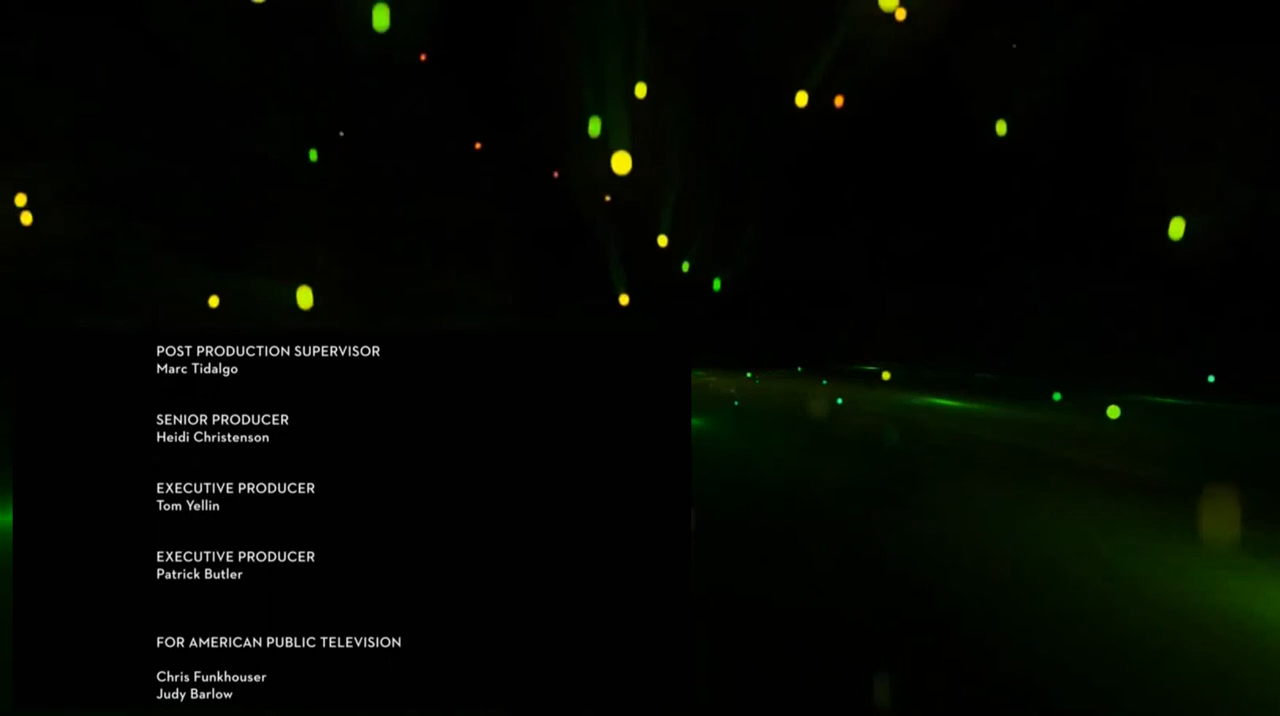 POST PRODUCTION SUPERVISOR
Marc Tidalgo
SENIOR PRODUCER
Heidi Christenson
EXECUTIVE PRODUCER
Tom Yellin
EXECUTIVE PRODUCER
Patrick Butler
FOR AMERICAN PUBLIC TELEVISION
Chris Funkhouser
Judy Barlow